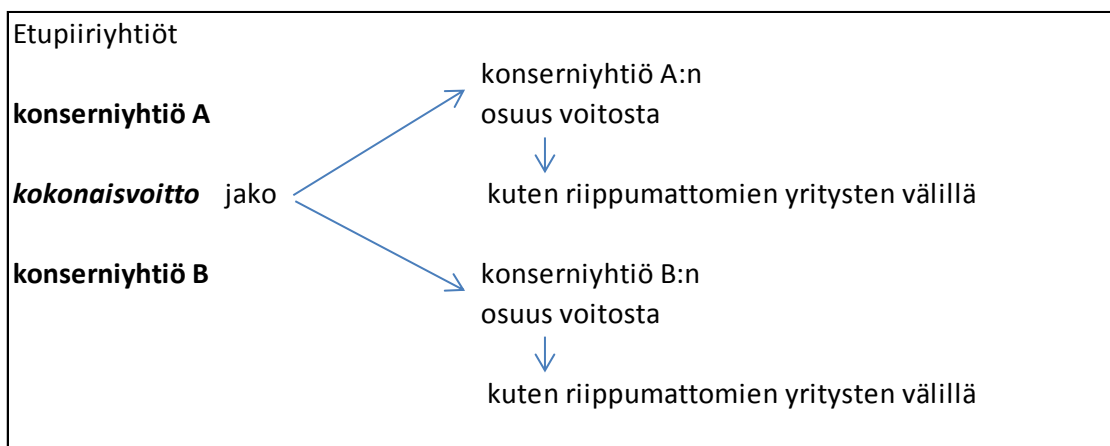 Etupiiriyhtiöt
konserniyhtiö A:n
konserniyhtiö A osuus voitosta
kokonaisvoitto jako kuten riippumattomien yritysten välillä
konserniyhtiö B konserniyhtiö B:n
osuus voitosta
kuten riippumattomien yritysten välillä